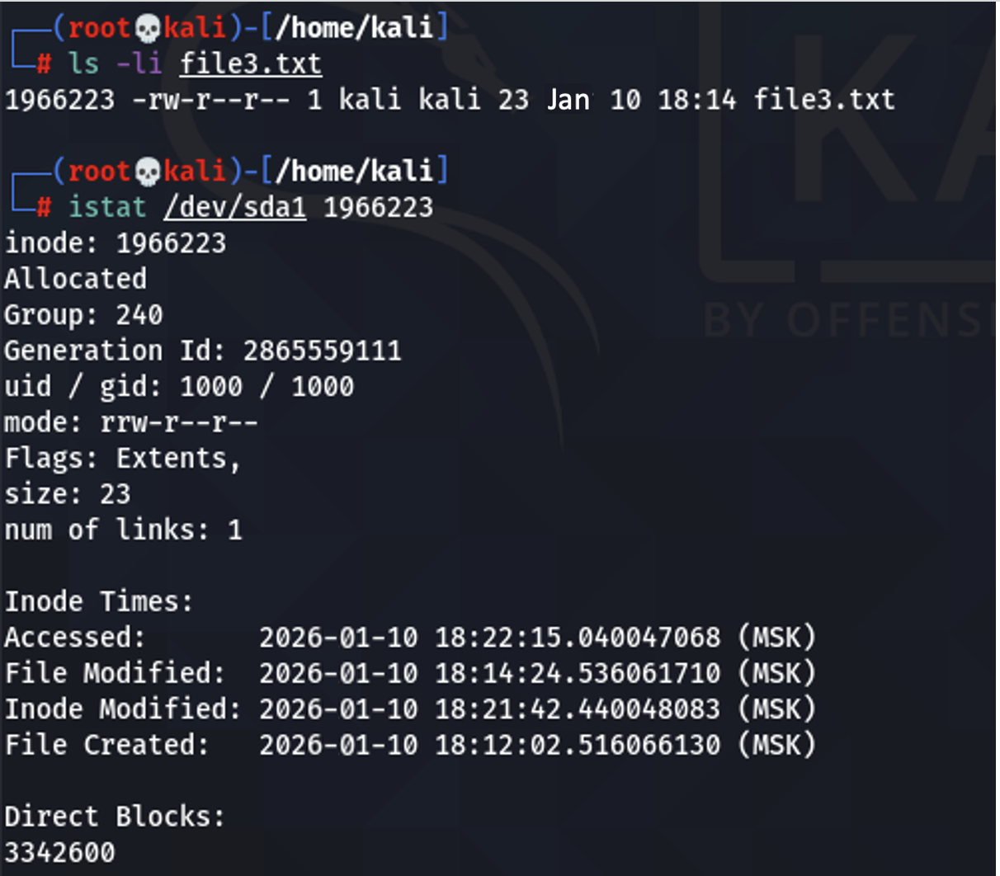 ┌──(root💀kali)-[/home/kali]
└─# ls -li file3.txt
1966223 -rw-r--r-- 1 kali kali 23 Jan 10 18:14 file3.txt
┌──(root💀kali)-[/home/kali]
└─# istat /dev/sda1 1966223
inode: 1966223
Allocated
Group: 240
Generation Id: 2865559111
uid / gid: 1000 / 1000
mode: rrw-r--r--
Flags: Extents,
size: 23
num of links: 1
Inode Times:
Accessed:       2026-01-10 18:22:15.040047068 (MSK)
File Modified:  2026-01-10 18:14:24.536061710 (MSK)
Inode Modified: 2026-01-10 18:21:42.440048083 (MSK)
File Created:   2026-01-10 18:12:02.516066130 (MSK)
Direct Blocks:
3342600
KA
BY OFFENS